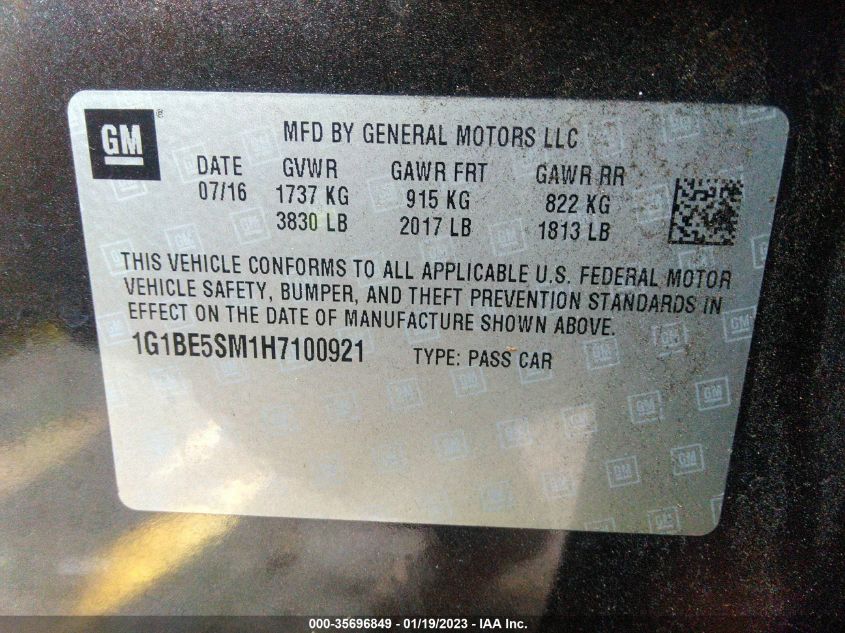 GM
MFD BY GENERAL MOTORS LLC
DATE GVWR GAWR FRT GAWR RR
07/16 1737 KG 915 KG 822 KG
3830 LB 2017 LB 1813 LB
THIS VEHICLE CONFORMS TO ALL APPLICABLE U.S. FEDERAL MOTOR
VEHICLE SAFETY, BUMPER, AND THEFT PREVENTION STANDARDS IN
EFFECT ON THE DATE OF MANUFACTURE SHOWN ABOVE.
1G1BE5SM1H7100921 TYPE: PASS CAR
000-35696849 - 01/19/2023 - IAA Inc.